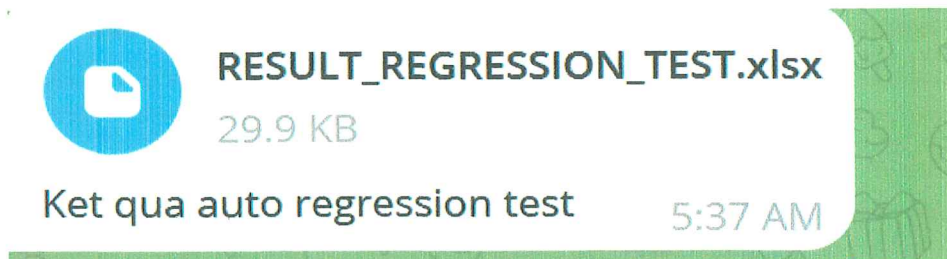 RESULT_REGRESSION_TEST.xlsx
29.9 KB
Ket qua auto regression test
5:37 AM